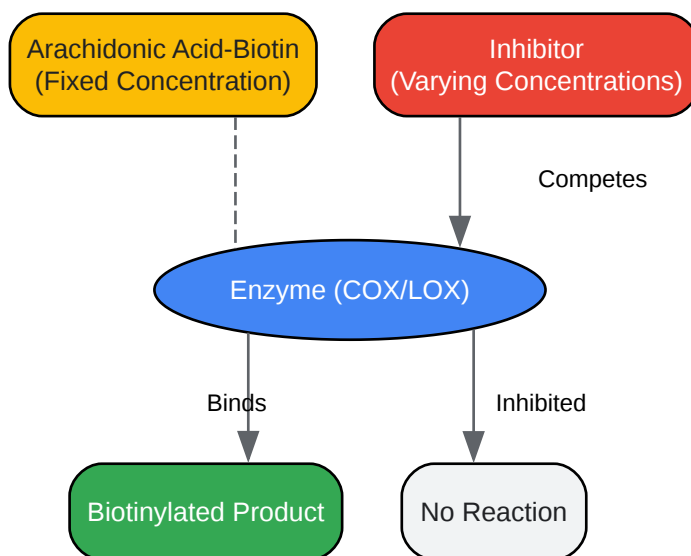 Arachidonic Acid-Biotin
(Fixed Concentration)
Inhibitor
(Varying Concentrations)
Competes
Enzyme (COX/LOX)
Binds
Inhibited
Biotinylated Product
No Reaction